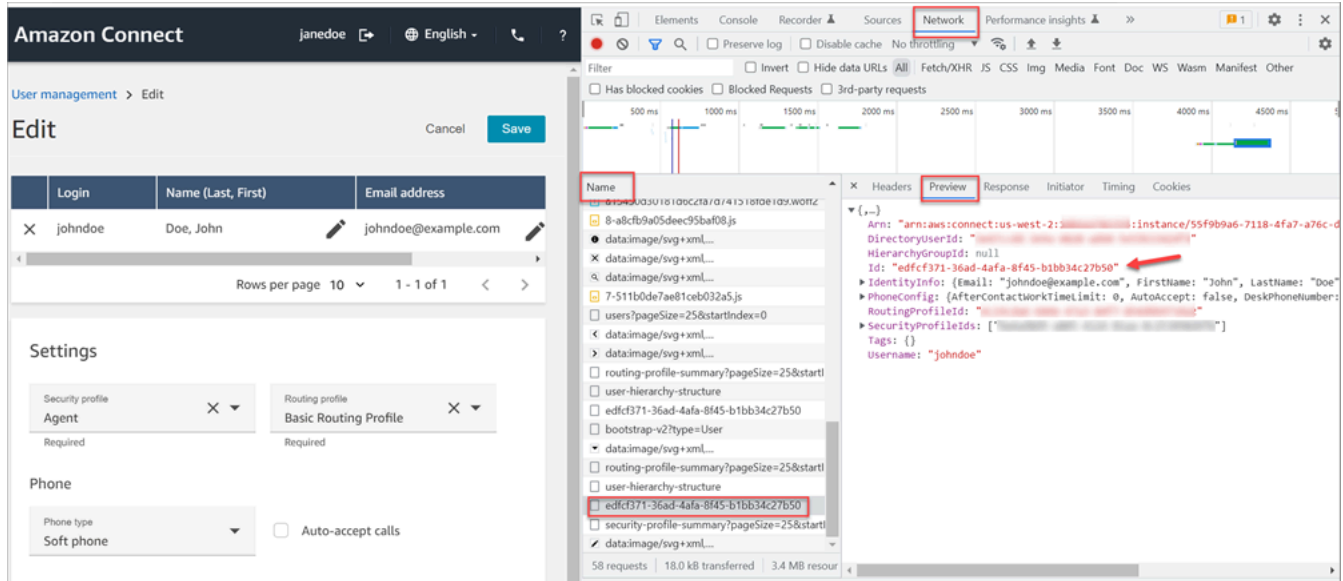 Amazon Connect
janedoe
English
?
User management > Edit
Edit
Cancel
Save
Login
Name (Last, First)
Email address
johndoe
Doe, John
johndoe@example.com
Rows per page 10
1 - 1 of 1
Settings
Security profile
Agent
Required
Routing profile
Basic Routing Profile
Required
Phone
Phone type
Soft phone
Auto-accept calls
Elements Console Recorder Sources Network Performance insights » 1
Preserve log Disable cache No throttling
Filter Invert Hide data URLs All Fetch/XHR JS CSS Img Media Font Doc WS Wasm Manifest Other
Has blocked cookies Blocked Requests 3rd-party requests
500 ms 1000 ms 1500 ms 2000 ms 2500 ms 3000 ms 3500 ms 4000 ms 4500 ms
Name
8-a8cfb9a05deec95baf08.js
data:image/svg+xml,...
data:image/svg+xml,...
data:image/svg+xml,...
7-511b0de7ae81ceb032a5.js
users?pageSize=25&startIndex=0
data:image/svg+xml,...
data:image/svg+xml,...
routing-profile-summary?pageSize=25&startI
user-hierarchy-structure
edfcf371-36ad-4afa-8f45-b1bb34c27b50
bootstrap-v2?type=User
data:image/svg+xml,...
routing-profile-summary?pageSize=25&startI
user-hierarchy-structure
edfcf371-36ad-4afa-8f45-b1bb34c27b50
security-profile-summary?pageSize=25&starti
data:image/svg+xml,...
58 requests 18.0 kB transferred 3.4 MB resour
Headers Preview Response Initiator Timing Cookies
{,…}
Arn: "arn:aws:connect:us-west-2: :instance/55f9b9a6-7118-4fa7-a76c-d
DirectoryUserId: "
HierarchyGroupId: null
Id: "edfcf371-36ad-4afa-8f45-b1bb34c27b50"
IdentityInfo: {Email: "johndoe@example.com", FirstName: "John", LastName: "Doe"
PhoneConfig: {AfterContactWorkTimeLimit: 0, AutoAccept: false, DeskPhoneNumber:
RoutingProfileId: "
SecurityProfileIds: [" "]
Tags: {}
Username: "johndoe"